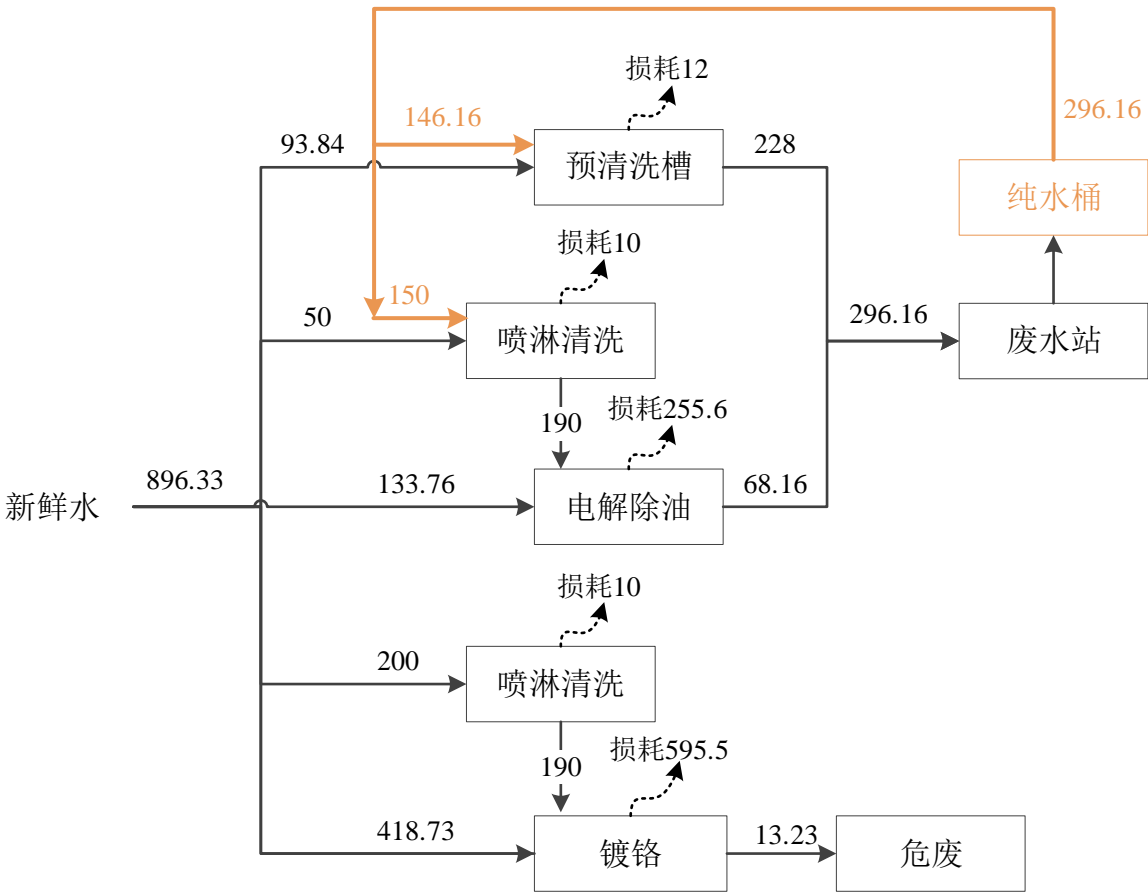 损耗12
146.16
296.16
93.84
预清洗槽
228
纯水桶
损耗10
150
50
喷淋清洗
296.16
废水站
190
损耗255.6
896.33
新鲜水
133.76
电解除油
68.16
损耗10
200
喷淋清洗
190
损耗595.5
418.73
镀铬
13.23
危废